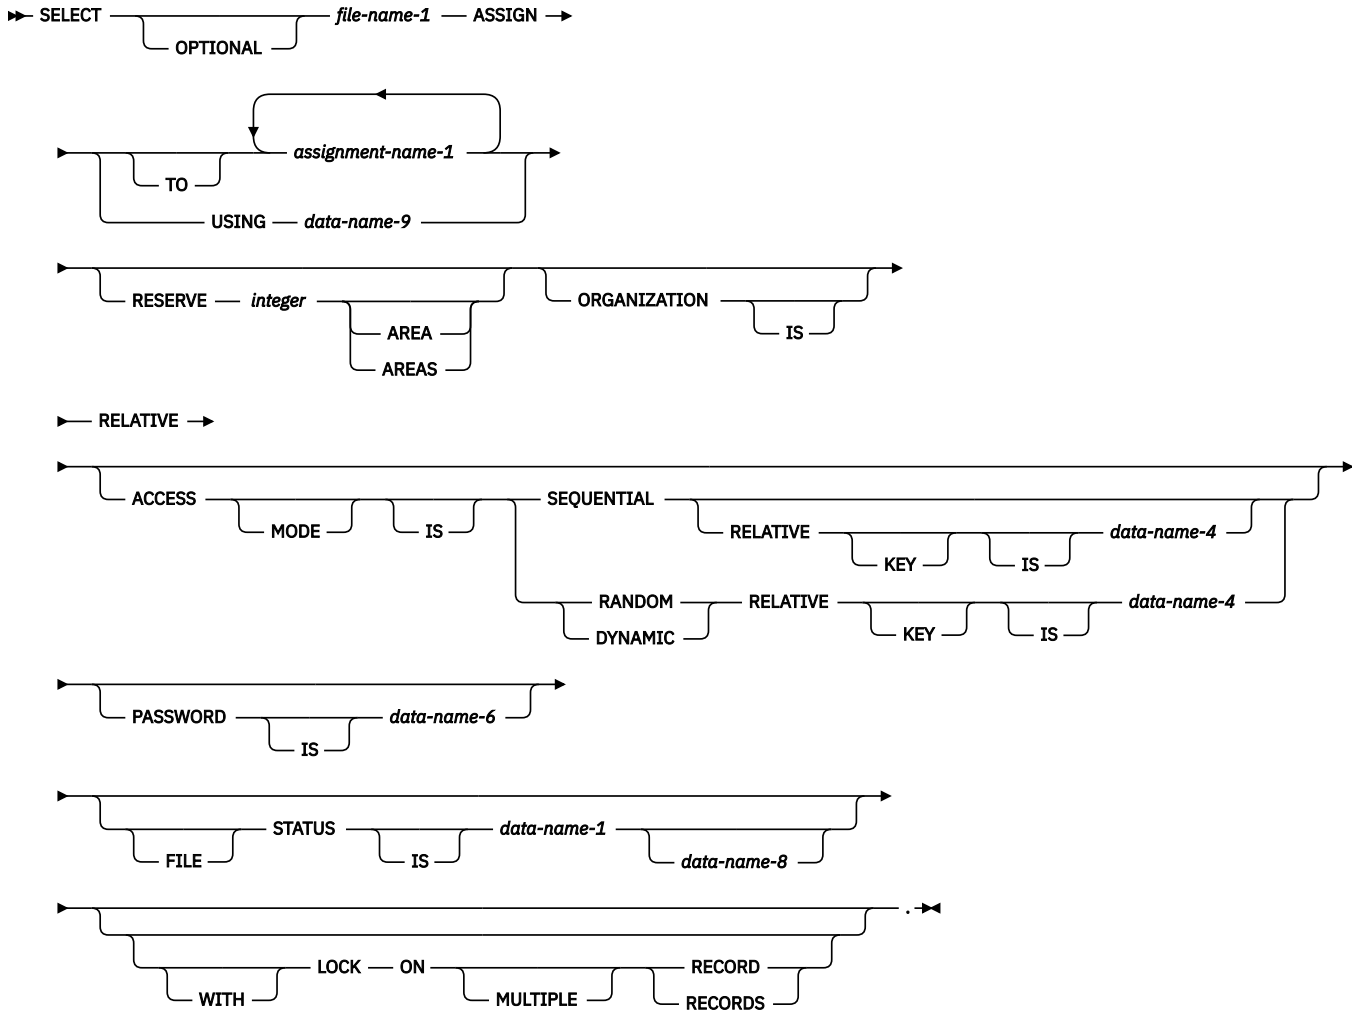 SELECT file-name-1 ASSIGN
OPTIONAL
assignment-name-1
TO
USING data-name-9
RESERVE integer ORGANIZATION
AREA IS
AREAS
RELATIVE
ACCESS SEQUENTIAL
MODE IS RELATIVE data-name-4
KEY IS
RANDOM RELATIVE data-name-4
DYNAMIC KEY IS
PASSWORD data-name-6
IS
STATUS data-name-1
FILE IS data-name-8
.
LOCK ON RECORD
WITH MULTIPLE RECORDS